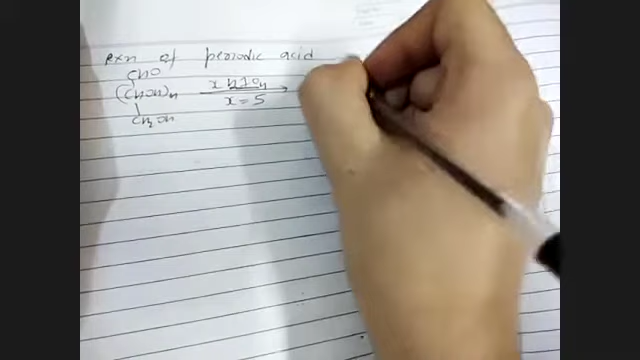 rxn of periodic acid
CHO
(CHOH)n x HIO4
x = 5
CH2OH